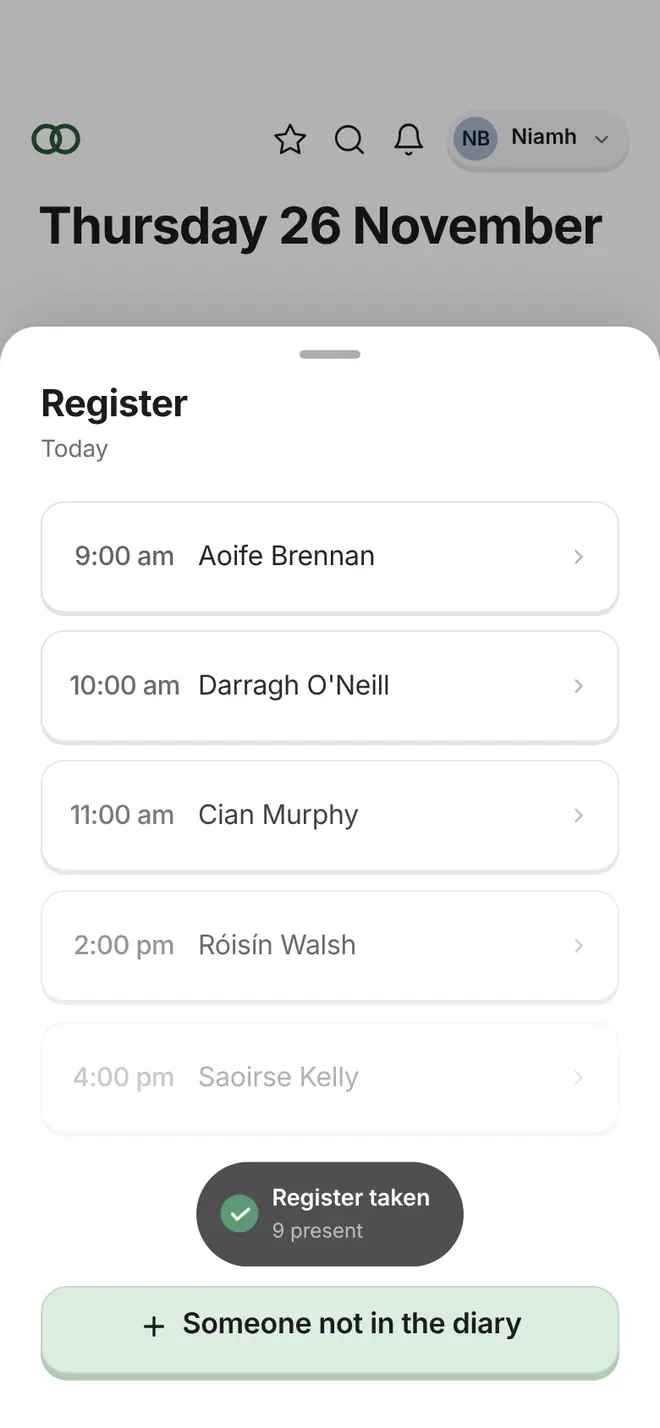 NB Niamh
Thursday 26 November
Register
Today
9:00 am Aoife Brennan
10:00 am Darragh O'Neill
11:00 am Cian Murphy
2:00 pm Róisín Walsh
4:00 pm Saoirse Kelly
Register taken
9 present
+ Someone not in the diary